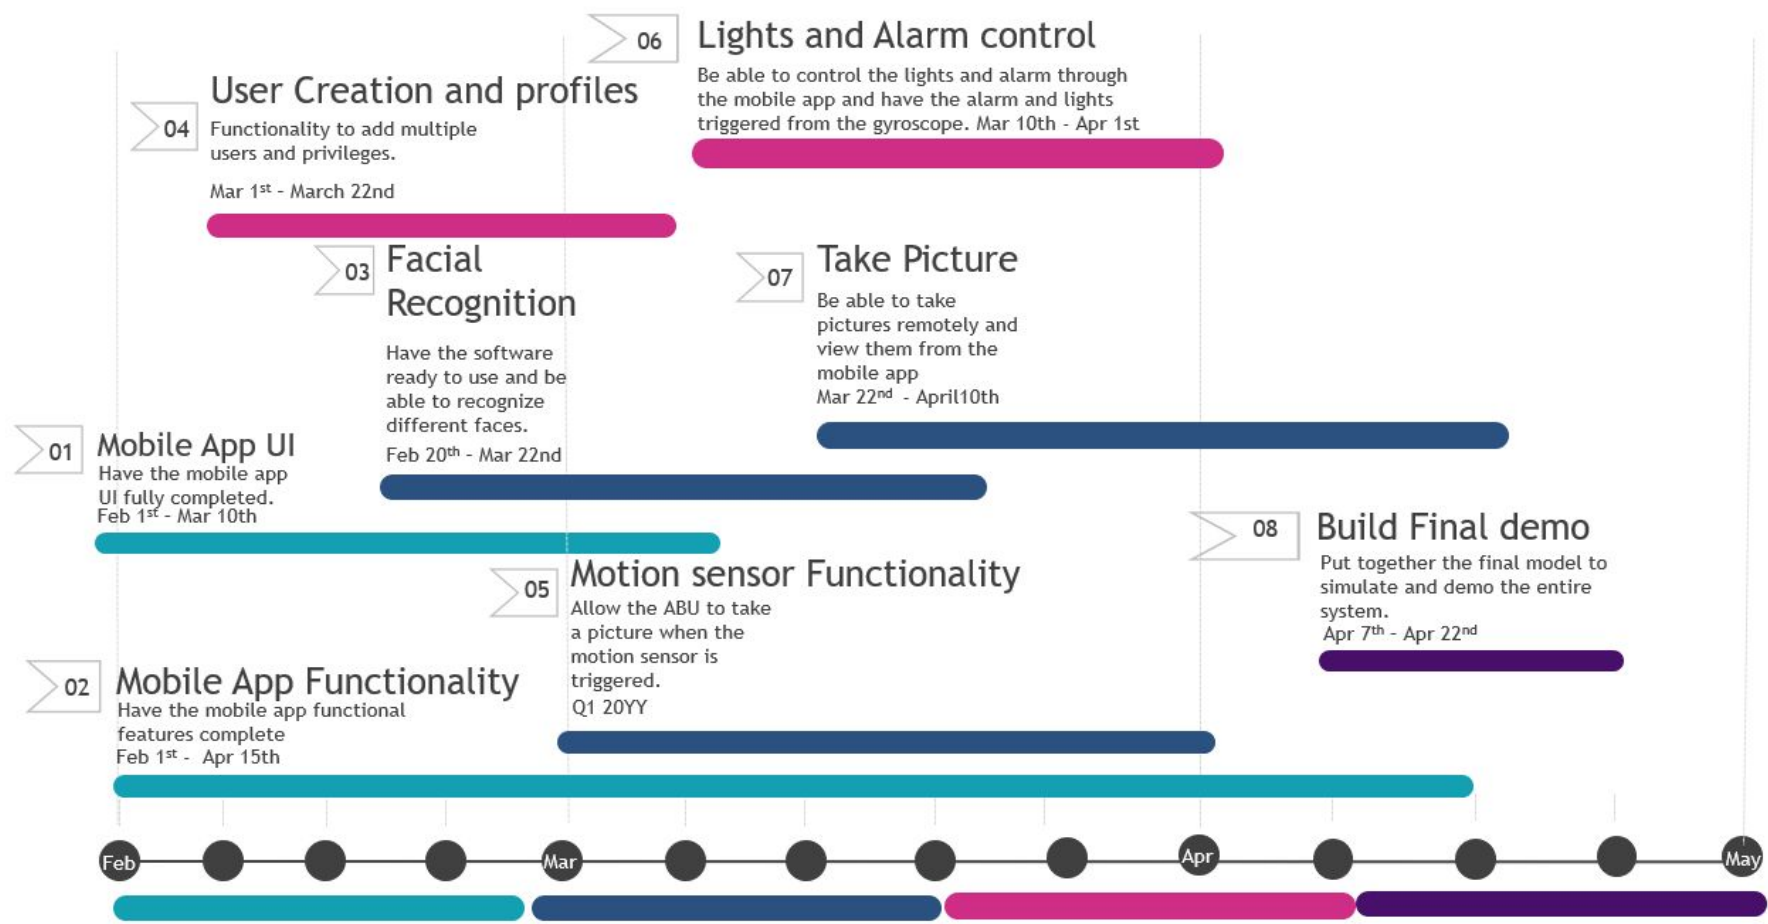 06
Lights and Alarm control
Be able to control the lights and alarm through
the mobile app and have the alarm and lights
triggered from the gyroscope. Mar 10th - Apr 1st
04
User Creation and profiles
Functionality to add multiple
users and privileges.
Mar 1st – March 22nd
03
Facial
Recognition
Have the software
ready to use and be
able to recognize
different faces.
Feb 20th – Mar 22nd
07
Take Picture
Be able to take
pictures remotely and
view them from the
mobile app
Mar 22nd - April10th
01
Mobile App UI
Have the mobile app
UI fully completed.
Feb 1st - Mar 10th
08
Build Final demo
Put together the final model to
simulate and demo the entire
system.
Apr 7th – Apr 22nd
05
Motion sensor Functionality
Allow the ABU to take
a picture when the
motion sensor is
triggered.
Q1 20YY
02
Mobile App Functionality
Have the mobile app functional
features complete
Feb 1st - Apr 15th
Feb Mar Apr May